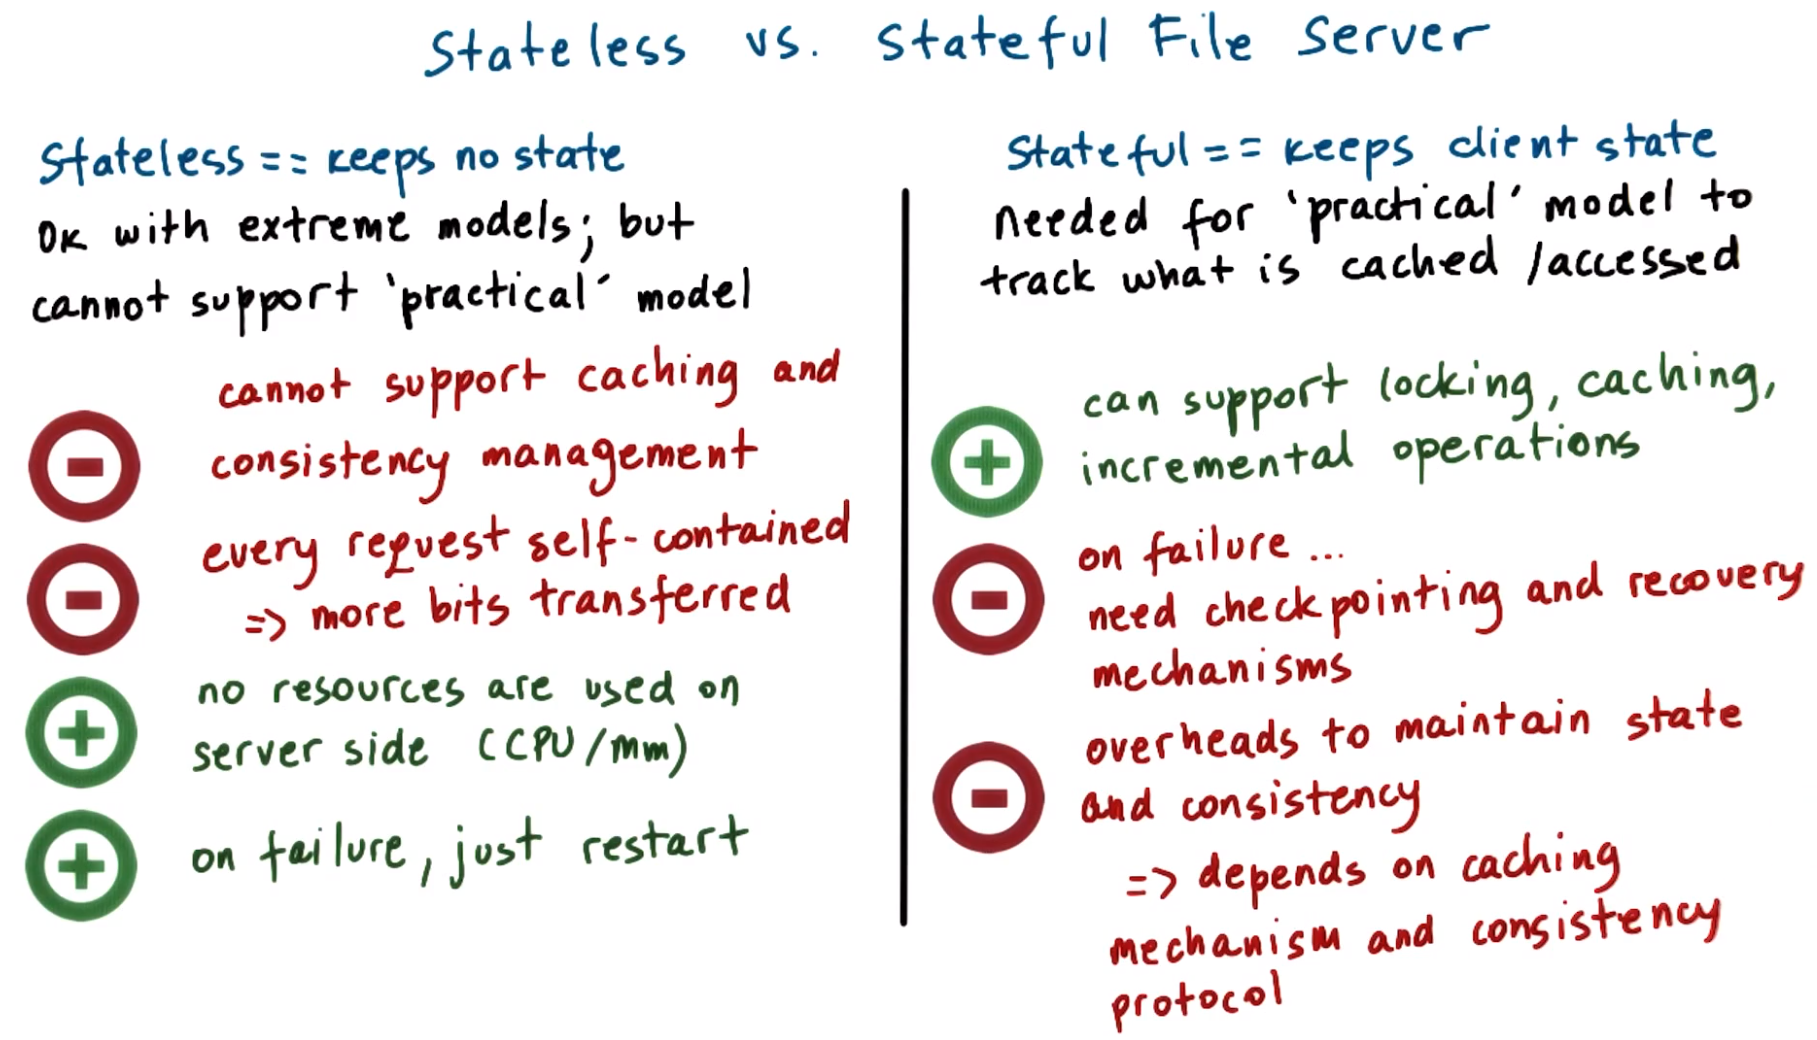 Stateless vs. Stateful File Server
Stateless == keeps no state
OK with extreme models; but
cannot support 'practical' model
cannot support caching and
consistency management
every request self-contained
=> more bits transferred
no resources are used on
server side (CPU/mm)
on failure, just restart
Stateful == keeps client state
needed for 'practical' model to
track what is cached /accessed
can support locking, caching,
incremental operations
on failure ...
need checkpointing and recovery
mechanisms
overheads to maintain state
and consistency
=> depends on caching
mechanism and consistency
protocol